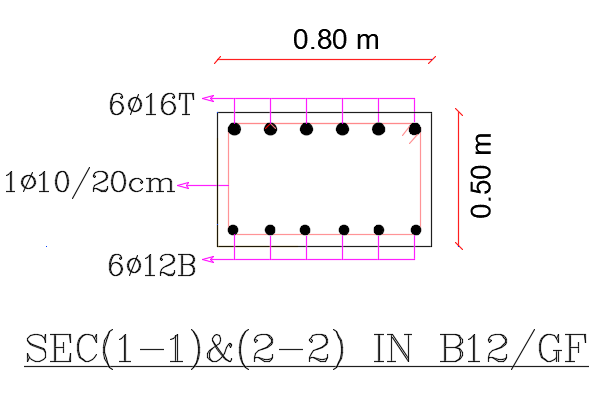 0.80 m
6ø16T
1ø10/20cm
0.50 m
6ø12B
SEC(1-1)&(2-2) IN B12/GF